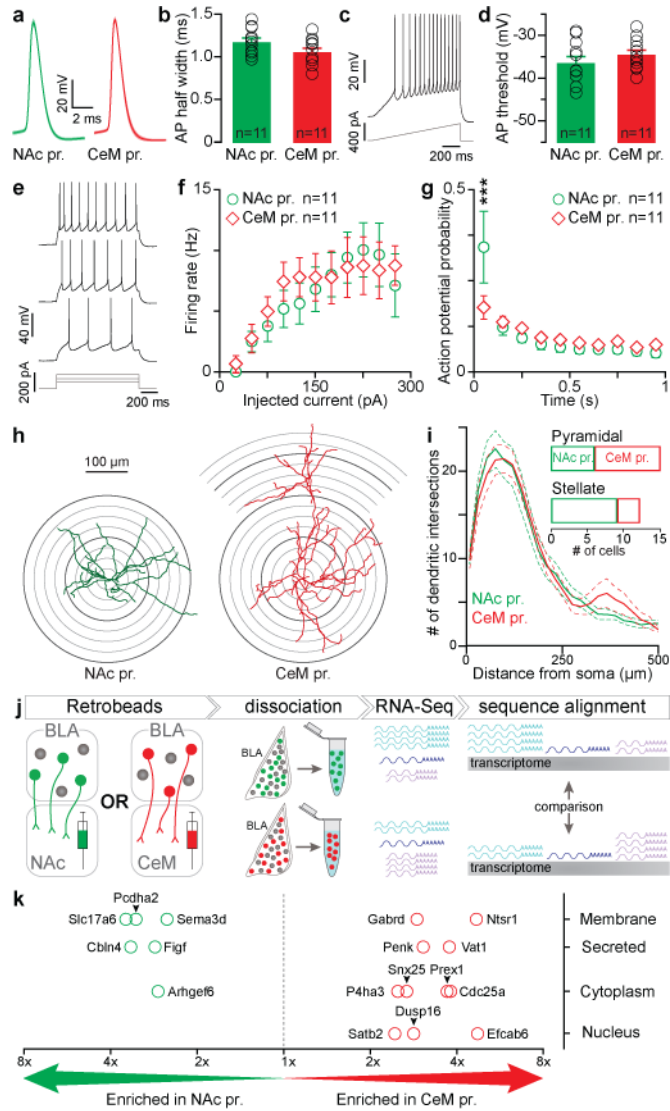 a
20 mV
2 ms
NAc pr. CeM pr.
b
AP half width (ms)
1.5
1.0
0.5
0
n=11 n=11
NAc pr.
CeM pr.
c
20 mV
400 pA
200 ms
d
AP threshold (mV)
-30
-40
-50
n=11 n=11
NAc pr.
CeM pr.
e
40 mV
200 pA
200 ms
f
Firing rate (Hz)
15
0
NAc pr. n=11
CeM pr. n=11
0 150 300
Injected current (pA)
g
Action potential probability
0.5
0
***
NAc pr. n=11
CeM pr. n=11
0 0.5 1
Time (s)
h
100 µm
NAc pr.
CeM pr.
i
# of dendritic intersections
20
10
0
Pyramidal
NAc pr. CeM pr.
Stellate
0 5 10 15
# of cells
NAc pr.
CeM pr.
0 250 500
Distance from soma (µm)
j
Retrobeads dissociation RNA-Seq sequence alignment
BLA
NAc
OR
BLA
CeM
BLA
BLA
transcriptome
comparison
transcriptome
k
Pcdha2
Slc17a6 Sema3d Gabrd Ntsr1 Membrane
Cbln4 Figf Penk Vat1 Secreted
Snx25 Prex1
Arhgef6 P4ha3 Cdc25a Cytoplasm
Dusp16
Satb2 Efcab6 Nucleus
8x 4x 2x 1x 2x 4x 8x
Enriched in NAc pr. Enriched in CeM pr.